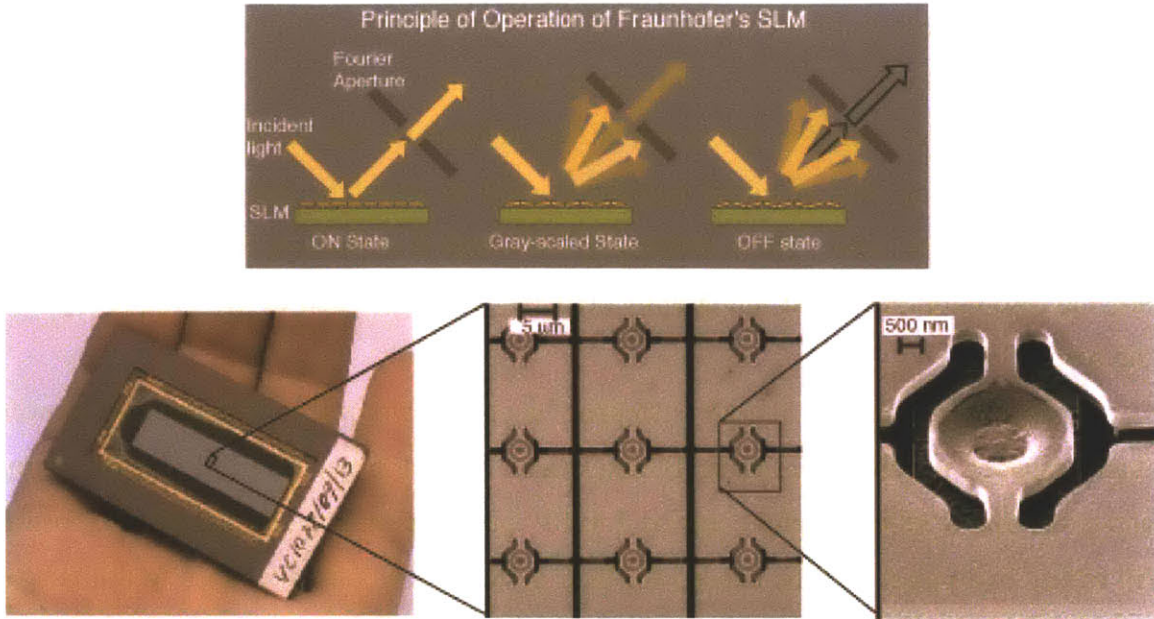 Principle of Operation of Fraunhofer's SLM
Fourier
Aperture
Incident
light
SLM
ON State
Gray-scaled State
OFF state
5 µm
500 nm